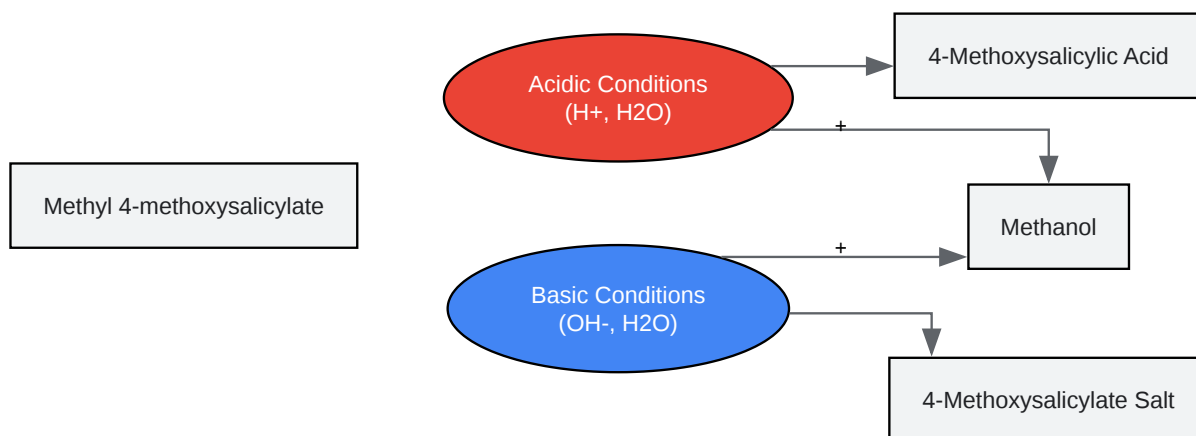 4-Methoxysalicylic Acid
Acidic Conditions
(H+, H2O)
+
Methyl 4-methoxysalicylate
Methanol
+
Basic Conditions
(OH-, H2O)
4-Methoxysalicylate Salt